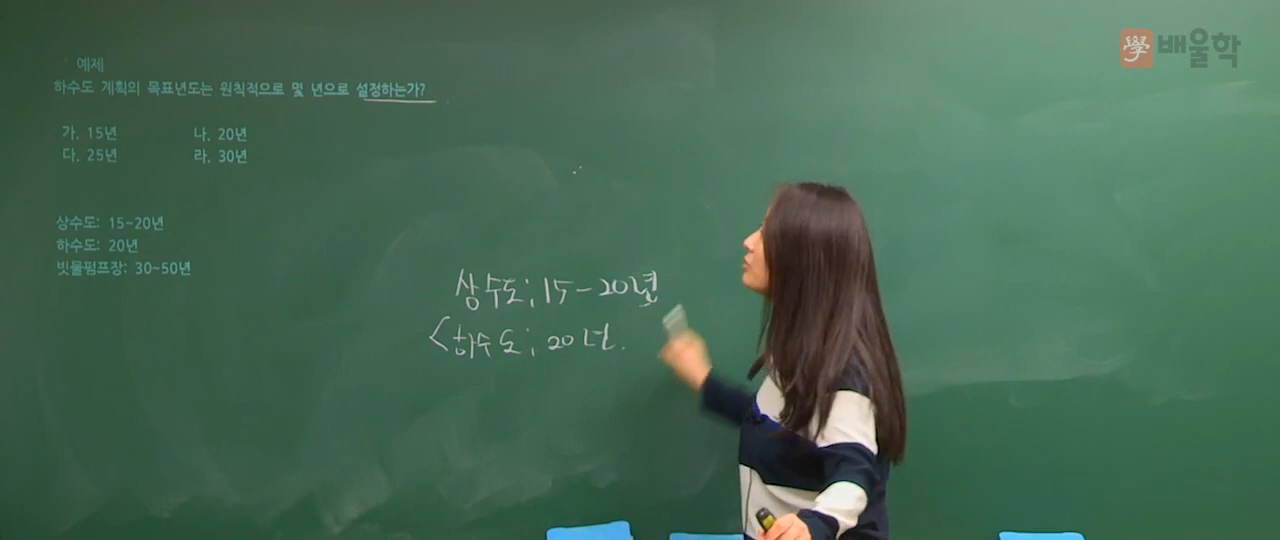 예제
하수도 계획의 목표년도는 원칙적으로 몇 년으로 설정하는가?
가. 15년 나. 20년
다. 25년 라. 30년
상수도: 15~20년
하수도: 20년
빗물펌프장: 30~50년
상수도; 15-20년
<하수도; 20년.
學 배울학